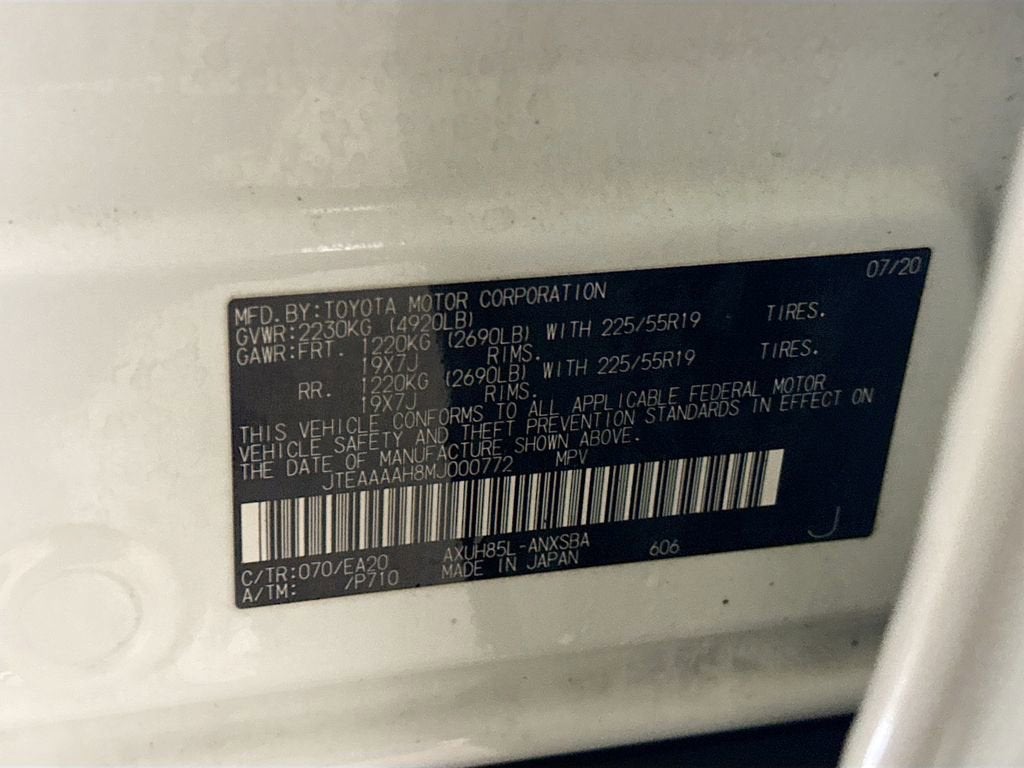 07/20
MFD. BY: TOYOTA MOTOR CORPORATION
GVWR: 2230KG (4920LB)
GAWR: FRT. 1220KG (2690LB) WITH 225/55R19 TIRES.
19X7J RIMS.
RR. 1220KG (2690LB) WITH 225/55R19 TIRES.
19X7J RIMS.
THIS VEHICLE CONFORMS TO ALL APPLICABLE FEDERAL MOTOR
VEHICLE SAFETY AND THEFT PREVENTION STANDARDS IN EFFECT ON
THE DATE OF MANUFACTURE SHOWN ABOVE.
JTEAAAAH8MJ000772 MPV
C/TR: 070/EA20 AXUH85L-ANXSBA 606 J
A/TM: /P710 MADE IN JAPAN